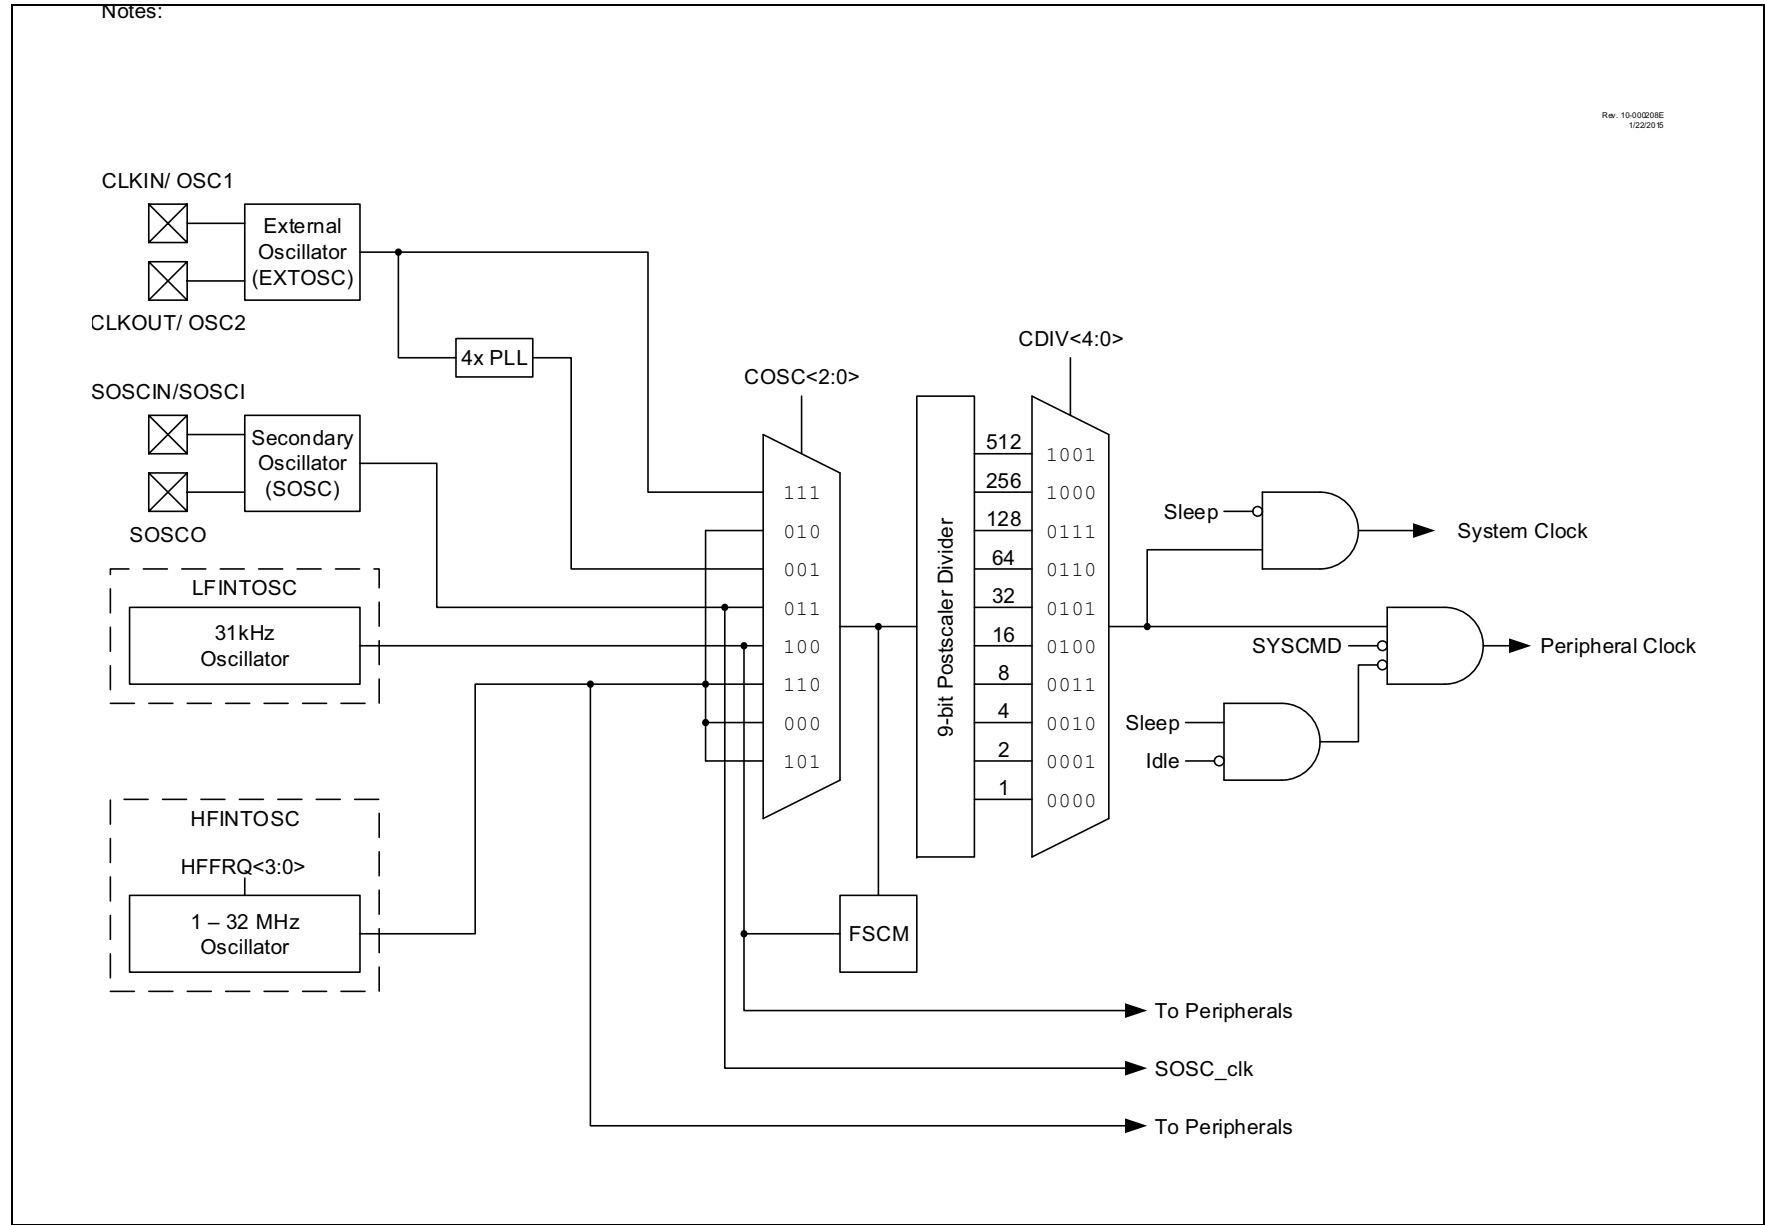 Notes:
Rev. 10-000208E
1/22/2015
CLKIN/ OSC1
External
Oscillator
(EXTOSC)
CLKOUT/ OSC2
4x PLL
SOSCIN/SOSCI
Secondary
Oscillator
(SOSC)
SOSCO
LFINTOSC
31kHz
Oscillator
HFINTOSC
HFFRQ<3:0>
1 – 32 MHz
Oscillator
COSC<2:0>
111
010
001
011
100
110
000
101
FSCM
9-bit Postscaler Divider
512
256
128
64
32
16
8
4
2
1
CDIV<4:0>
1001
1000
0111
0110
0101
0100
0011
0010
0001
0000
Sleep
System Clock
SYSCMD
Peripheral Clock
Sleep
Idle
To Peripherals
SOSC_clk
To Peripherals